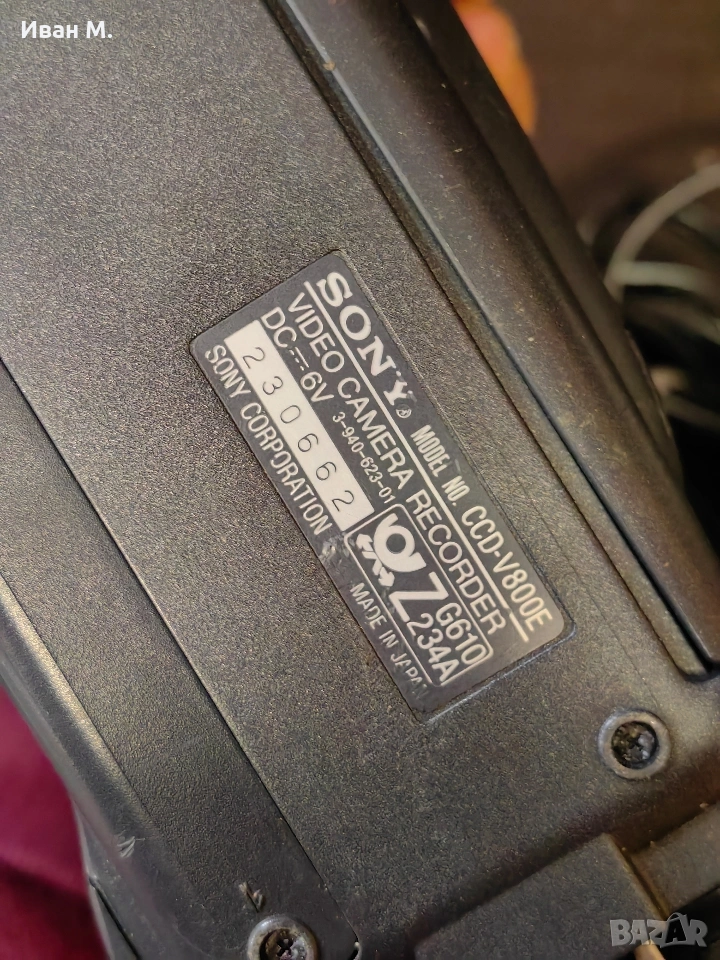 Иван М.
SONY® MODEL NO. CCD-V800E
VIDEO CAMERA RECORDER
DC⎓6V 3-940-623-01
230662
SONY CORPORATION
Z G610
234A
MADE IN JAPAN
BAZAR